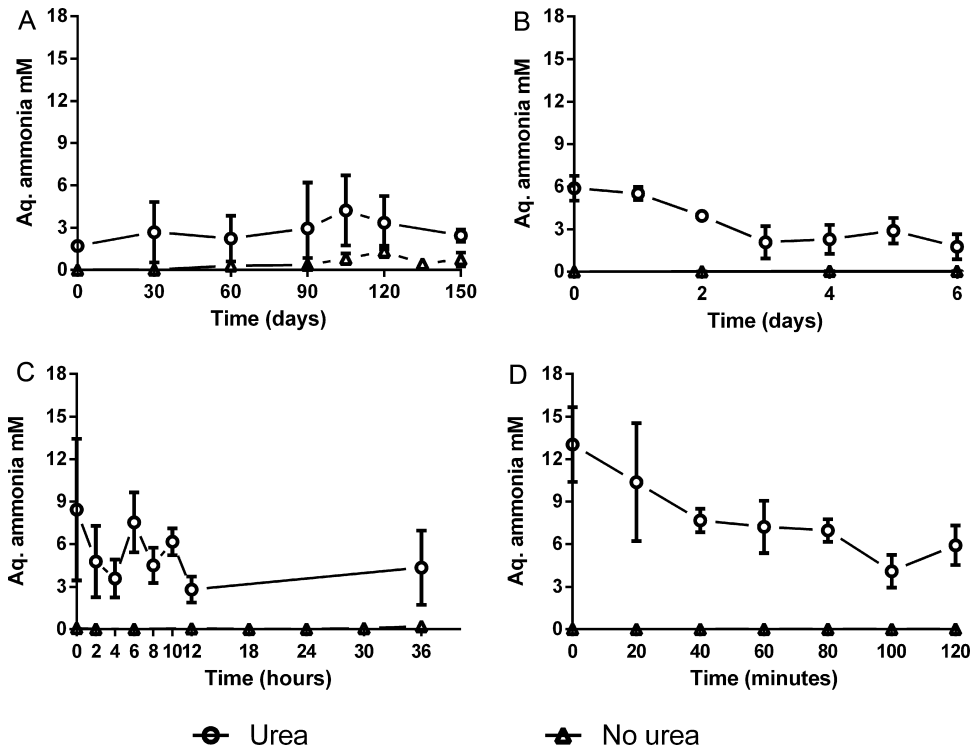 A
Aq. ammonia mM
18
15
12
9
6
3
0
0 30 60 90 120 150
Time (days)
B
Aq. ammonia mM
18
15
12
9
6
3
0
0 2 4 6
Time (days)
C
Aq. ammonia mM
18
15
12
9
6
3
0
0 2 4 6 8 10 12 18 24 30 36
Time (hours)
D
Aq. ammonia mM
18
15
12
9
6
3
0
0 20 40 60 80 100 120
Time (minutes)
Urea
No urea